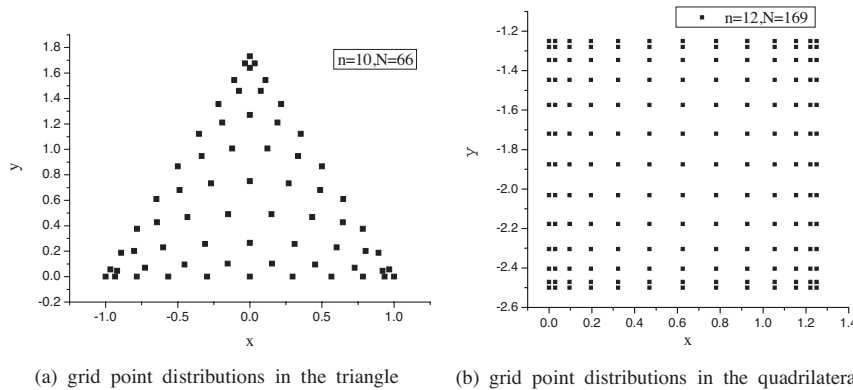 1.8
1.6
1.4
1.2
1.0
0.8
0.6
0.4
0.2
0.0
-0.2
y
n=10,N=66
-1.0 -0.5 0.0 0.5 1.0
x
(a) grid point distributions in the triangle
-1.2
-1.4
-1.6
-1.8
-2.0
-2.2
-2.4
-2.6
y
n=12,N=169
0.0 0.2 0.4 0.6 0.8 1.0 1.2 1.4
x
(b) grid point distributions in the quadrilatera